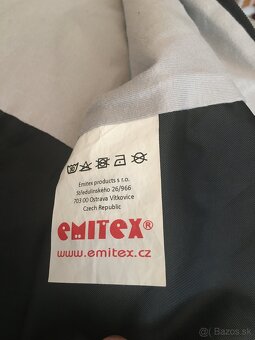 Emitex products s r.o.
Středulinského 26/966
703 00 Ostrava Vítkovice
Czech Republic
emitex®
www.emitex.cz
Bazos.sk